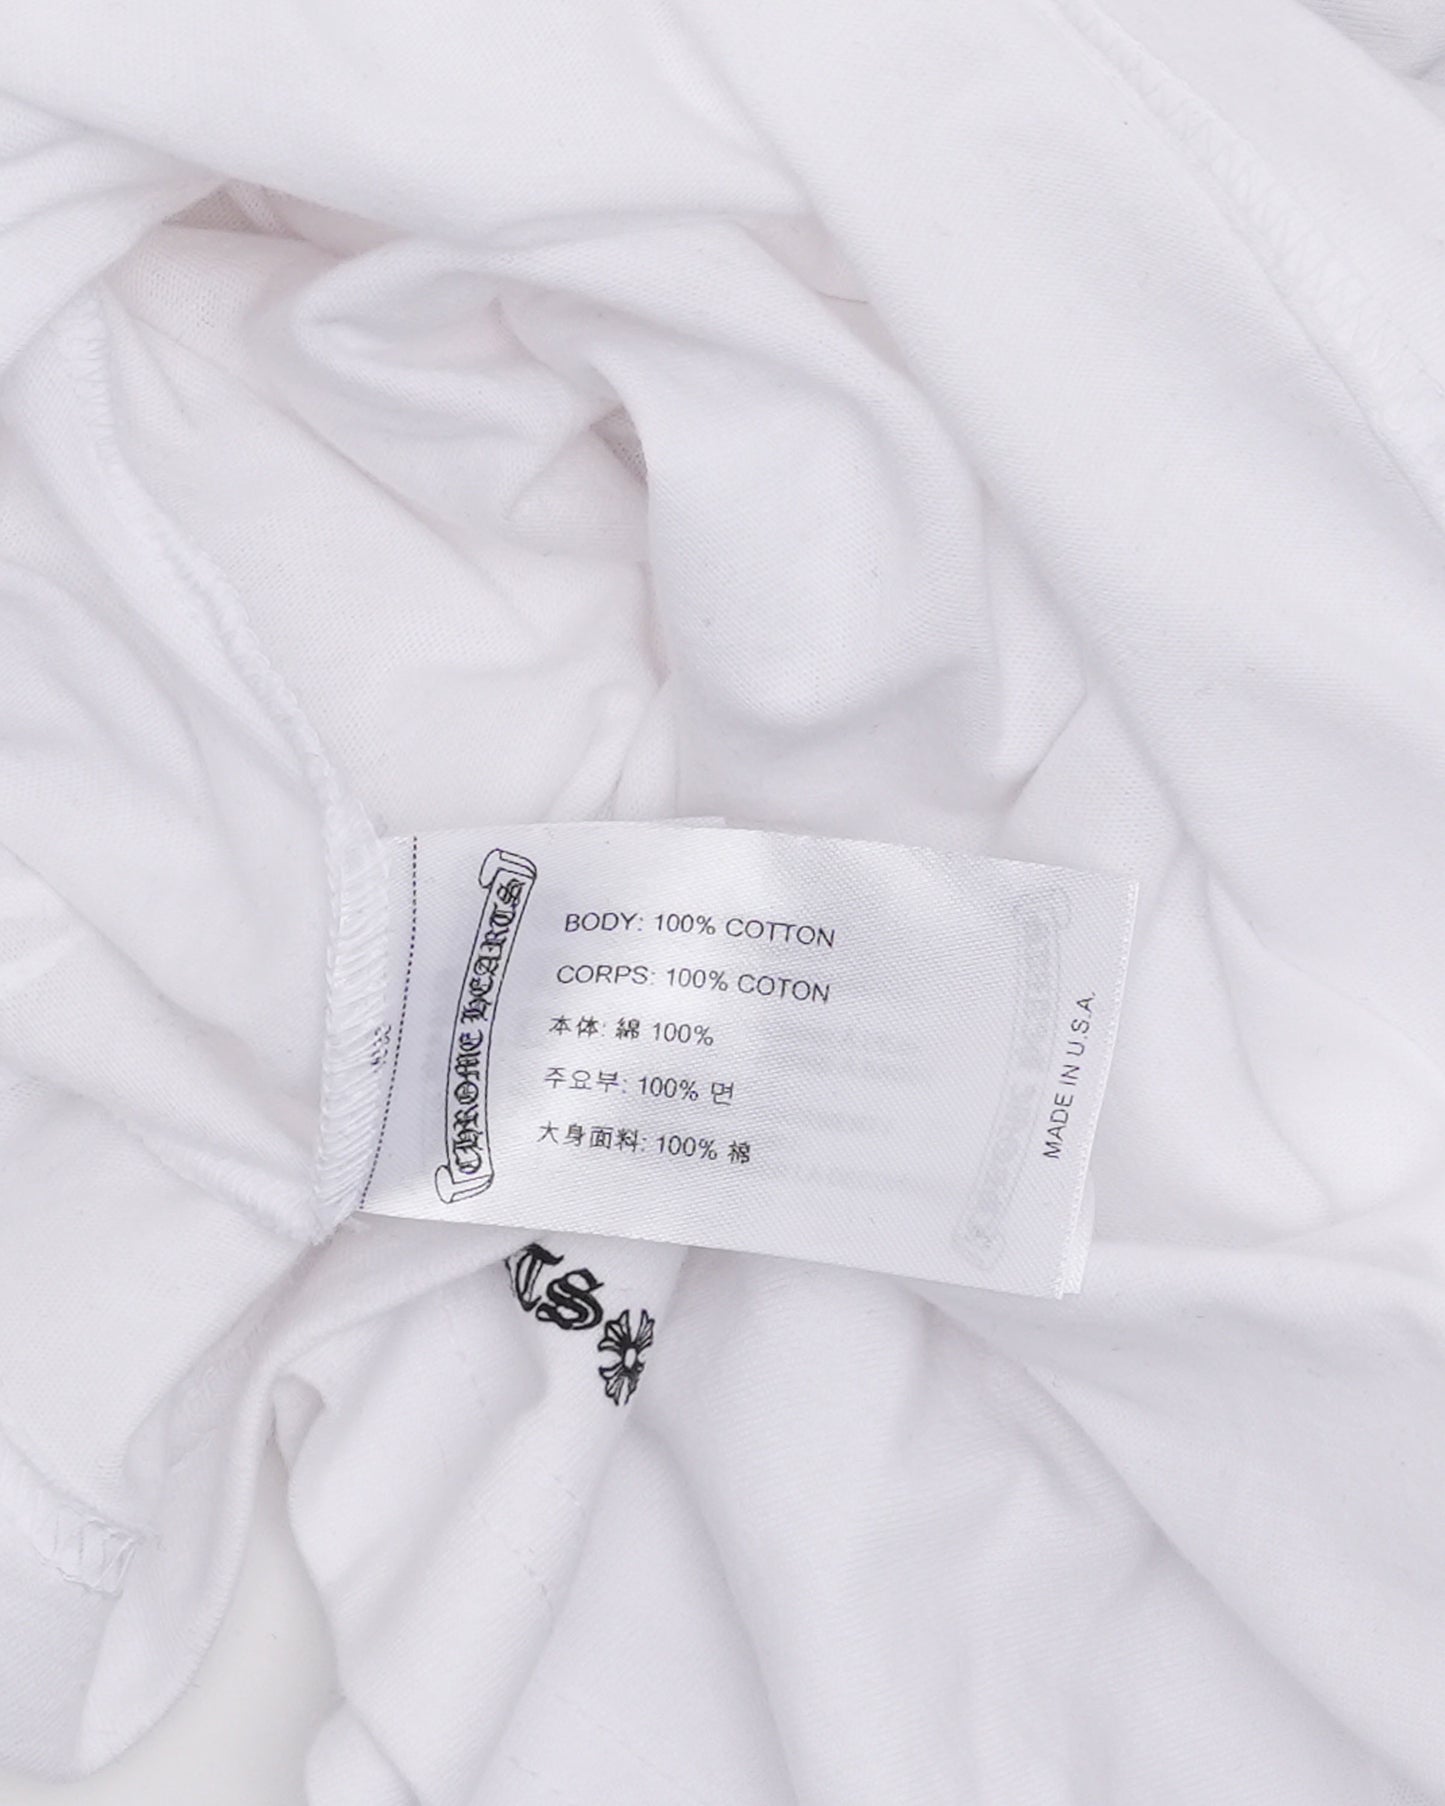 CHROME HEARTS
BODY: 100% COTTON
CORPS: 100% COTON
本体: 綿 100%
주요부: 100% 면
大身面料: 100% 棉
MADE IN U.S.A.
TS